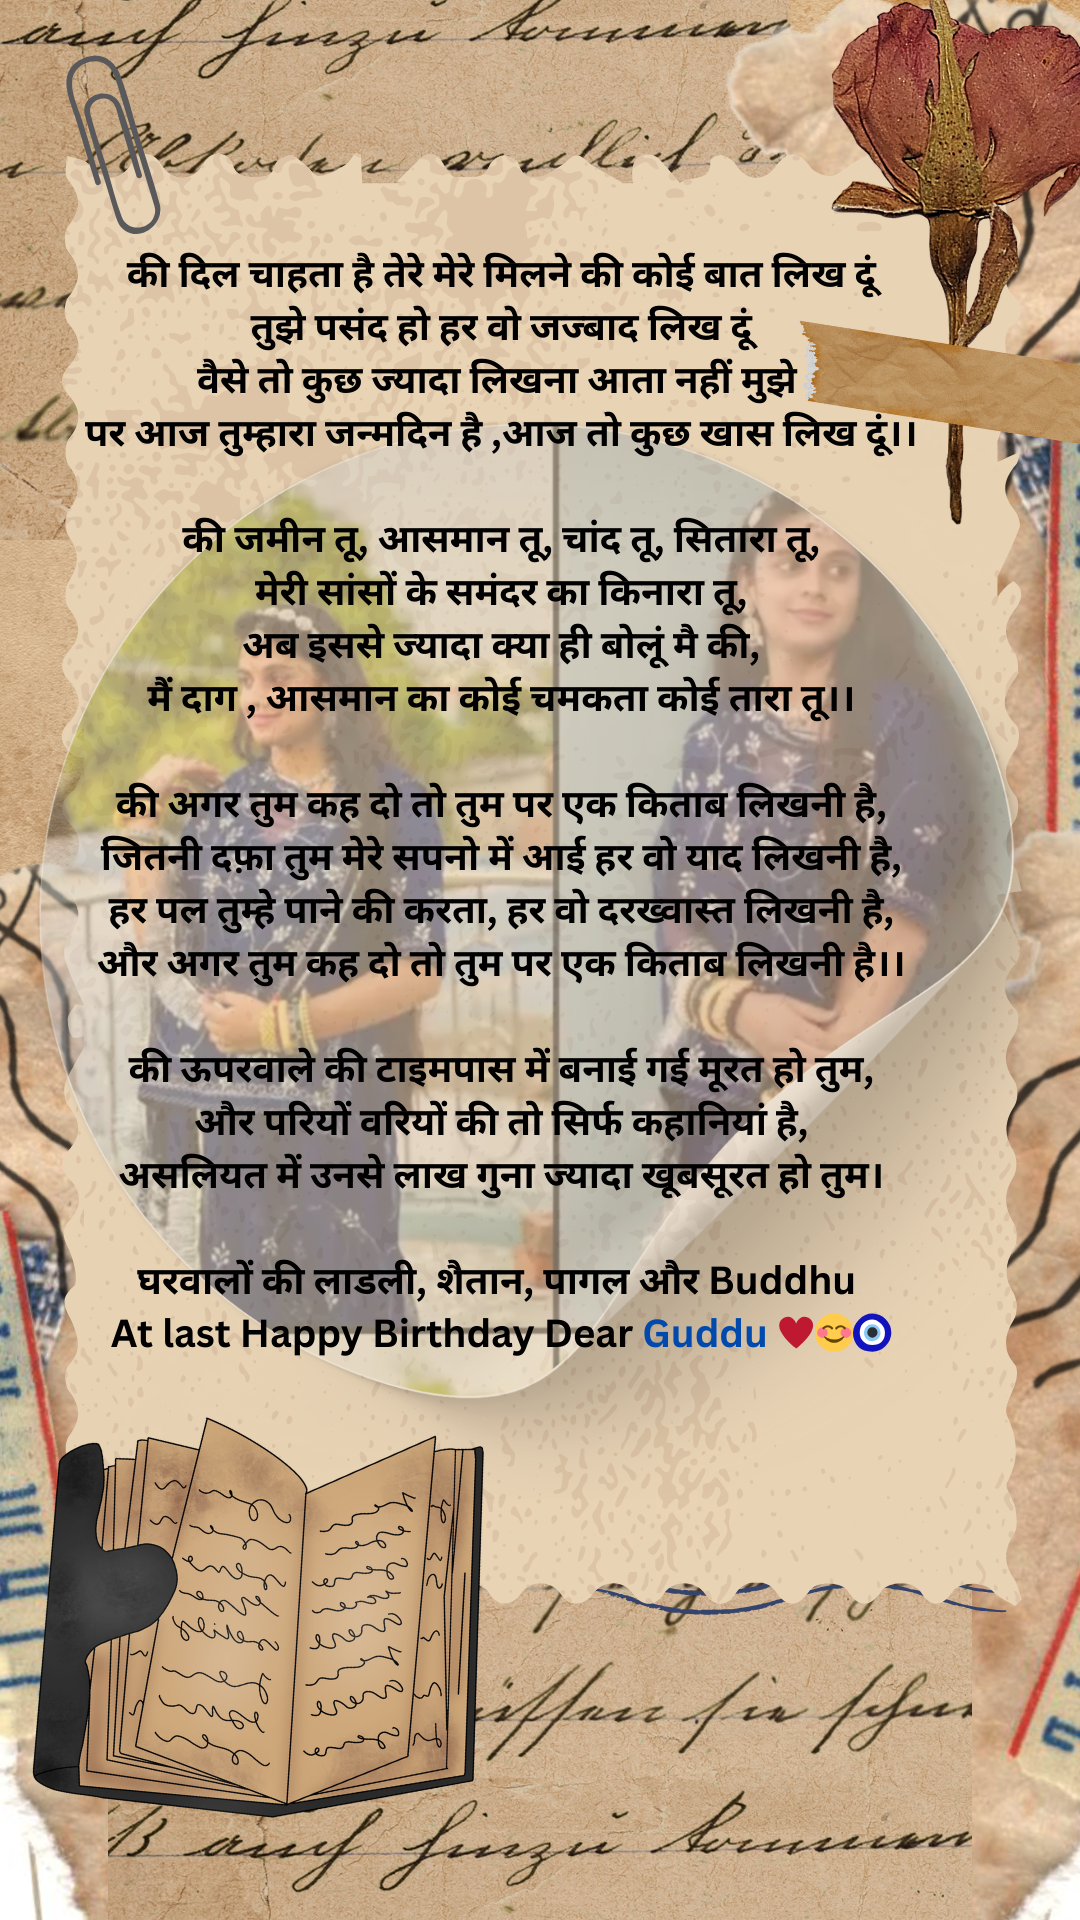 की दिल चाहता है तेरे मेरे मिलने की कोई बात लिख दूं
तुझे पसंद हो हर वो जज्बाद लिख दूं
वैसे तो कुछ ज्यादा लिखना आता नहीं मुझे
पर आज तुम्हारा जन्मदिन है ,आज तो कुछ खास लिख दूं।।
की जमीन तू, आसमान तू, चांद तू, सितारा तू,
मेरी सांसों के समंदर का किनारा तू,
अब इससे ज्यादा क्या ही बोलूं मै की,
मैं दाग , आसमान का कोई चमकता कोई तारा तू।।
की अगर तुम कह दो तो तुम पर एक किताब लिखनी है,
जितनी दफ़ा तुम मेरे सपनो में आई हर वो याद लिखनी है,
हर पल तुम्हे पाने की करता, हर वो दरख्वास्त लिखनी है,
और अगर तुम कह दो तो तुम पर एक किताब लिखनी है।।
की ऊपरवाले की टाइमपास में बनाई गई मूरत हो तुम,
और परियों वरियों की तो सिर्फ कहानियां है,
असलियत में उनसे लाख गुना ज्यादा खूबसूरत हो तुम।
घरवालों की लाडली, शैतान, पागल और Buddhu
At last Happy Birthday Dear Guddu ♥️😊🧿
auch hinzu kommen